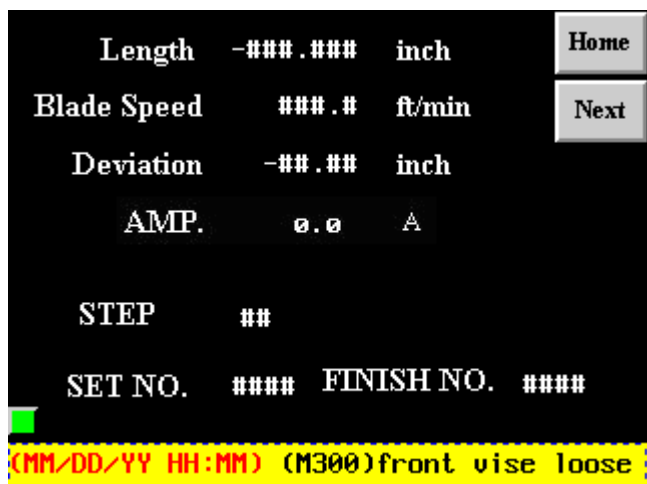 Length -###.### inch Home
Blade Speed ###.# ft/min Next
Deviation -##.## inch
AMP. 0.0 A
STEP ##
SET NO. #### FINISH NO. ####
(MM/DD/YY HH:MM) (M300)front vise loose